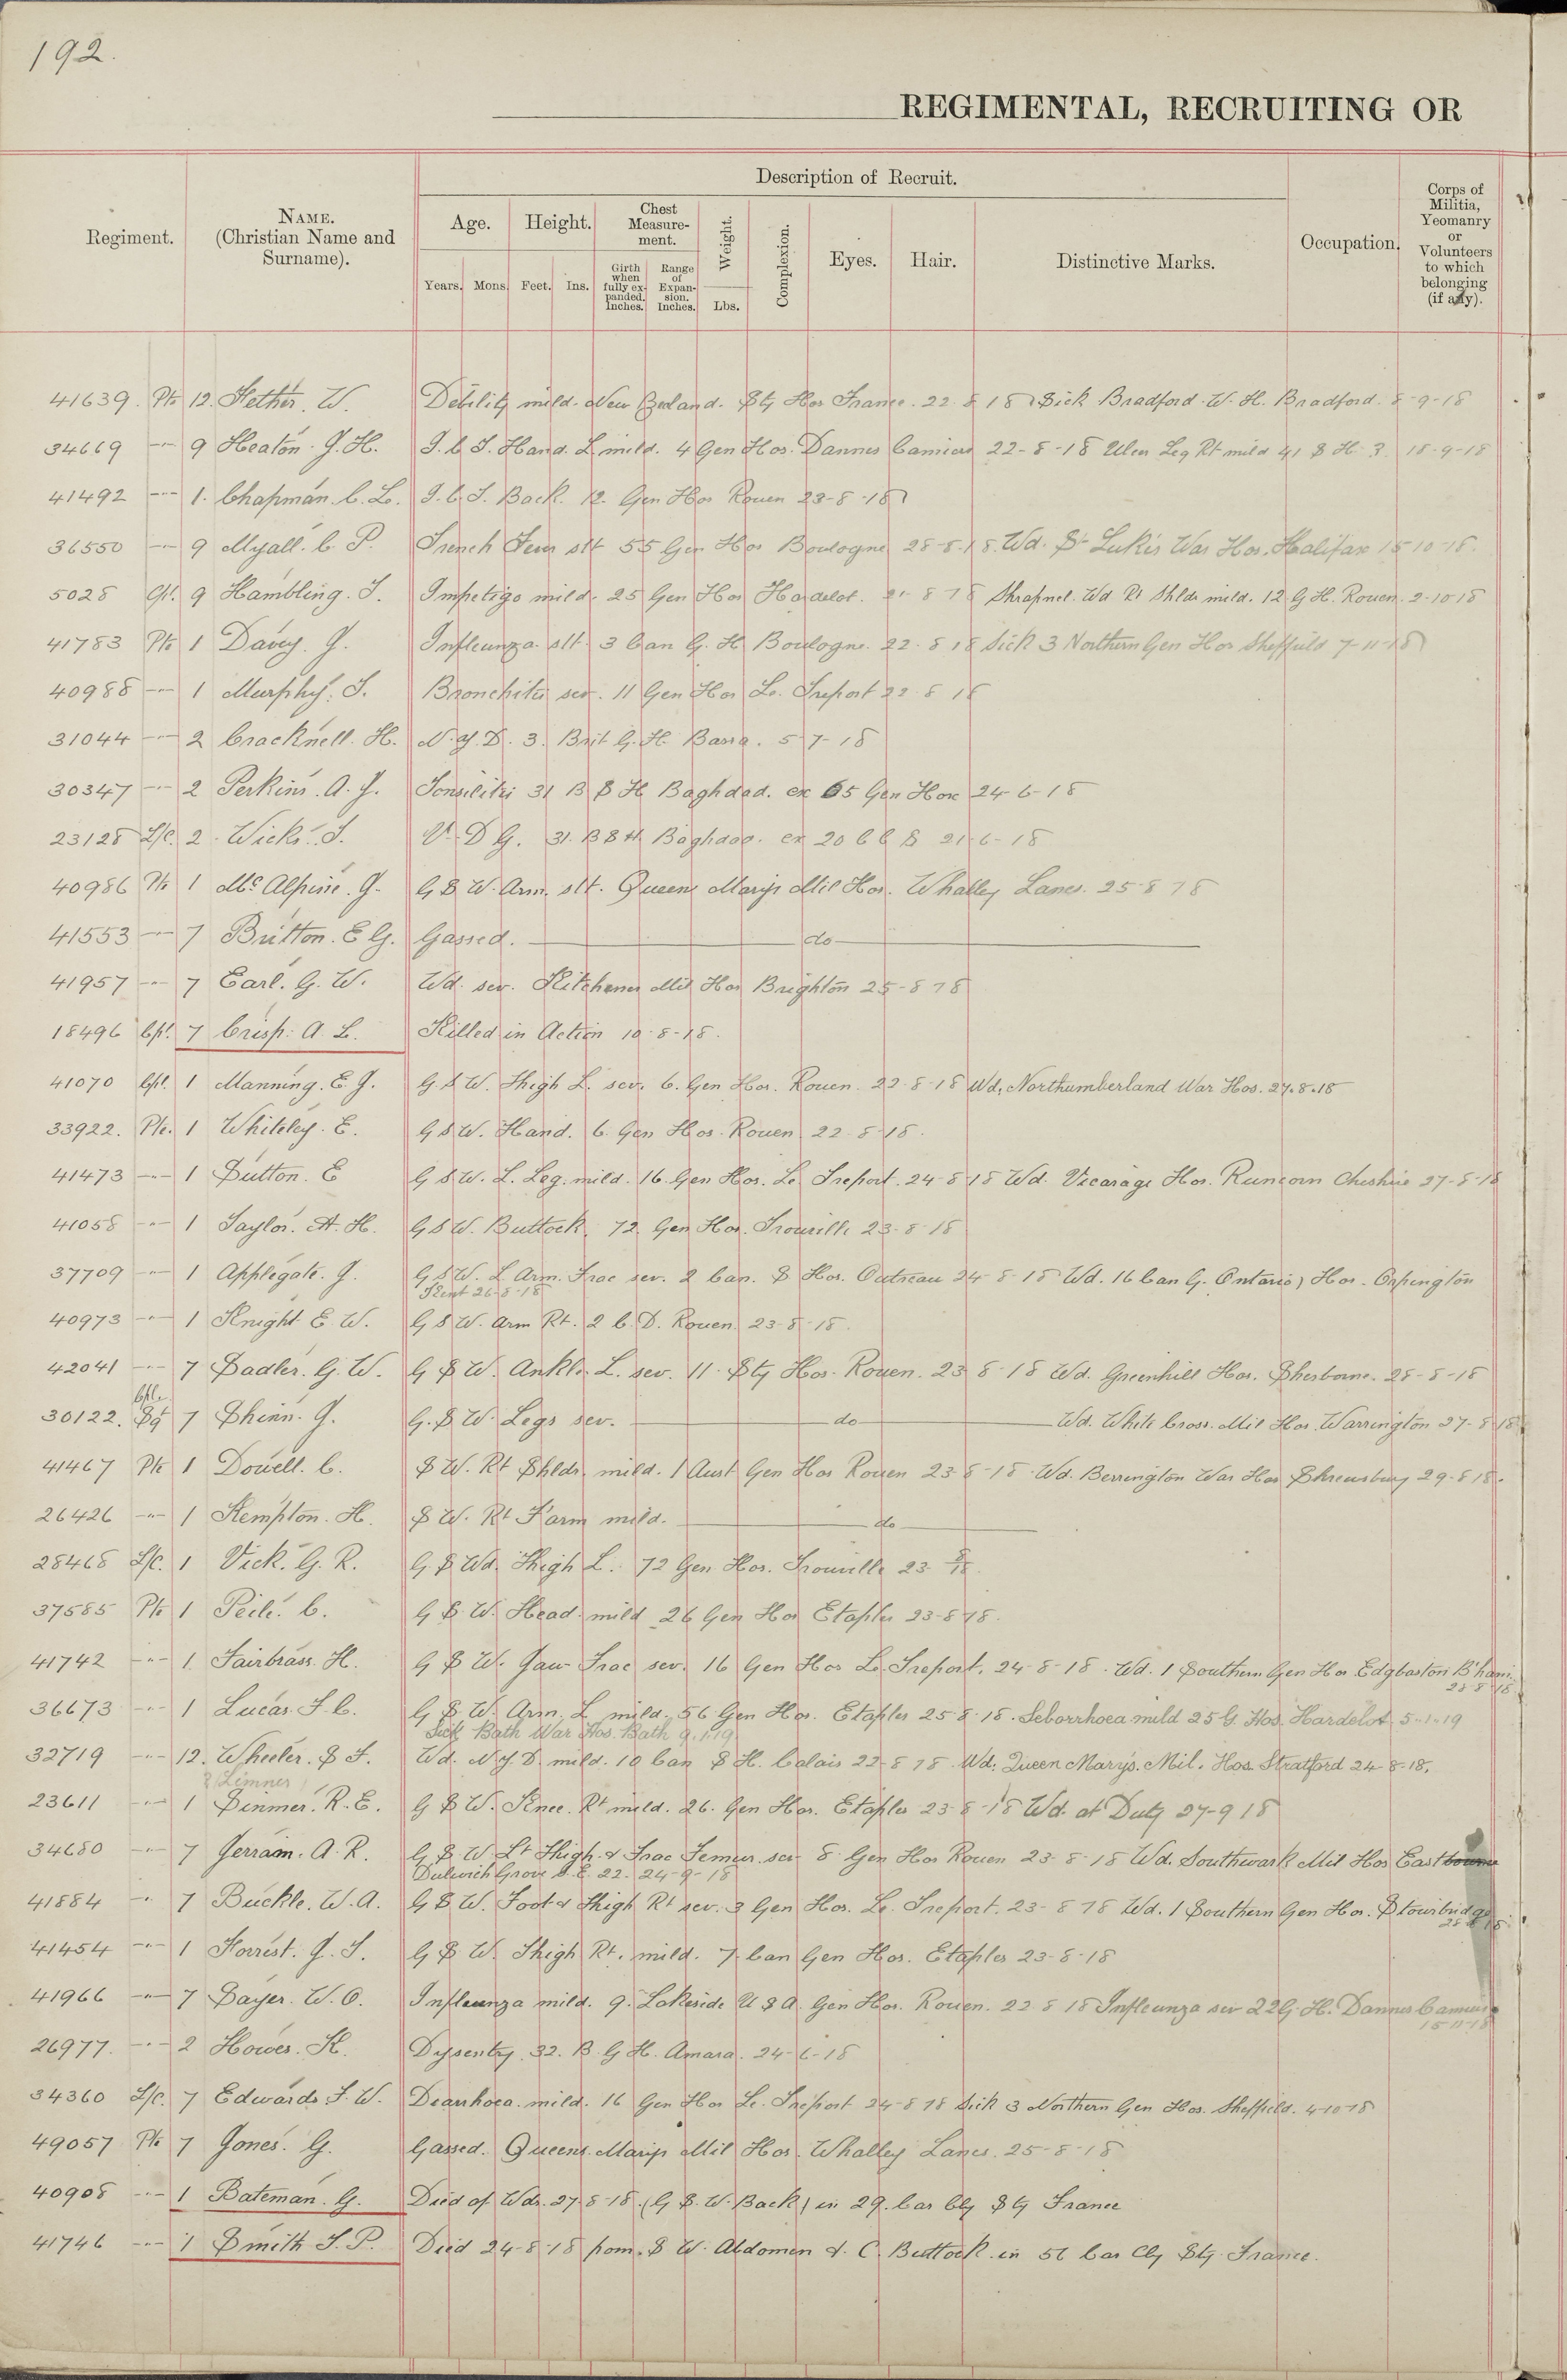 192.
REGIMENTAL, RECRUITING OR
Regiment.
NAME.
(Christian Name and
Surname).
Description of Recruit.
Age.
Height.
Chest
Measure-
ment.
Weight.
Complexion.
Eyes.
Hair.
Distinctive Marks.
Occupation.
Corps of
Militia,
Yeomanry
or
Volunteers
to which
belonging
(if any).
Years.
Mons.
Feet.
Ins.
Girth
when
fully ex-
panded.
Inches.
Range
of
Expan-
sion.
Inches.
Lbs.
41639. Pte 12. Hether. W. Debility mild. New Zealand. Sty Hos France. 22.8.18 Sick Bradford W. H. Bradford. 8-9-18
34669 -"- 9 Heaton. J. H. I.C.T. Hand. L mild. 4 Gen Hos. Dannes Camiers 22-8-18 Ulcer Leg Rt mild 41 S H. 3. 18-9-18
41492 -"- 1. Chapman. C. L. I.C.T. Back. 12. Gen Hos Rouen 23-8-18
36550 -"- 9 Myall. C. P. Trench Fever slt 55 Gen Hos Boulogne 28-8-18. Wd. St Luke's War Hos. Halifax 15-10-18.
5028 Cpl. 9 Hambling. T. Impetigo mild. 25 Gen Hos Hardelot. 21-8-18 Shrapnel. Wd Rt Shldr mild. 12 G H. Rouen. 2-10-18
41783 Pte 1 Davey. J. Infleunza slt. 3 Can G. H Boulogne. 22.8.18 Sick 3 Northern Gen Hos Sheffield 7-11-18
40988 -"- 1 Murphy. T. Bronchitis sev. 11 Gen Hos Le. Treport 22.8.18
31044 -"- 2 Cracknell. H. N.Y.D. 3. Brit G.H. Basra. 5-7-18
30347 -"- 2 Perkins. A. J. Tonsilitis 31 B S H Baghdad. ex 65 Gen Hos 24-6-18
23128 L/C. 2. Wicks. T. V. D G. 31. B S H. Baghdad. ex 20 C C S 21-6-18
40986 Pte 1 McAlpine. J. G S W. Arm. slt. Queens Marys Mil Hos. Whalley Lancs. 25-8-18
41553 -"- 7 Britton. E G. Gassed. do
41957 -"- 7 Earl. G. W. Wd. sev. Kitchener Mil Hos Brighton 25-8-18
18496 Cpl. 7 Crisp. A L. Killed in Action 10-8-18.
41070 Cpl. 1 Manning. E. J. G.S W. Thigh L. sev. 6. Gen Hos. Rouen. 22-8-18 Wd. Northumberland War Hos. 27.8.18
33922. Pte. 1 Whiteley. E. G S W. Hand. 6 Gen Hos. Rouen 22-8-18.
41473 -"- 1 Sutton. E G S W. L. Leg. mild. 16. Gen Hos. Le Treport. 24-8-18 Wd. Vicarage Hos. Runcorn Cheshire 27-8-18
41058 -"- 1 Taylor. A. H. G S W. Buttock. 72. Gen Hos. Trouville 23-8-18
37709 -"- 1 Applegate. J. G S W. L Arm. Frac sev. 2 Can. S Hos. Outreau 24-8-18 Wd. 16 Can G. Ontario) Hos. Orpington
Kent 26-8-18
40973 -"- 1 Knight E. W. G S W. Arm Rt. 2 C. D. Rouen. 23-8-18.
42041 -"- 7 Sadler. G. W. G S W. Ankle L. sev. 11. Sty Hos. Rouen. 23-8-18 Wd. Greenhill Hos. Sherborne. 28-8-18
Cpl.
30122. Sgt 7 Shinn. J. G. S W. Legs sev. do Wd. White Cross. Mil Hos Warrington 27-8-18
41467 Pte 1 Dowell. C. S W. Rt Shldr. mild. 1 Aust Gen Hos Rouen 23-8-18. Wd. Berrington War Hos Shrewsbury 29-8-18.
26426 -"- 1 Kempton. H. S W. Rt F'arm mild. do
28468 L/C. 1 Vick. G. R. G S Wd. Thigh L. 72 Gen Hos. Trouville 23-8-18.
37585 Pte 1 Peile. C. G S. W. Head. mild 26 Gen Hos Etaples 23-8-18.
41742 -"- 1. Fairbrass. H. G S W. Jaw Frac sev. 16 Gen Hos Le. Treport. 24-8-18. Wd. 1 Southern Gen Hos Edgbaston B'ham.
28-8-18
36673 -"- 1 Lucas. F. C. G S W. Arm. L mild. 56 Gen Hos. Etaples 25-8-18. Seborrhoea mild 25 G. Hos. Hardelot 5-1-19
Sick Bath War Hos. Bath 9.1.19
32719 -"- 12. Wheeler. S F. Wd. N.Y.D. mild. 10 Can S H. Calais 22-8-18. Wd. Queen Marys. Mil. Hos. Stratford 24-8-18.
? Limner
23611 -"- 1 Sinmer. R. E. G S W. Knee. Rt mild. 26. Gen Hos. Etaples 23-8-18 Wd. at Duty 27-9-18
34680 -"- 7 Jerram. A. R. G S W Lt Thigh & Frac Femur. sev. 8 Gen Hos Rouen 23-8-18 Wd. Southwark Mil Hos East bourne
Dulwich Grove S. E. 22. 24-9-18
41884 -"- 7 Buckle. W. A. G S W. Foot & Thigh Rt sev. 3 Gen Hos. Le. Treport. 23-8-18 Wd. 1 Southern Gen Hos. Stourbridge
28-8-18.
41454 -"- 1 Forrest. J. T. G S W. Thigh Rt. mild. 7 Can Gen Hos. Etaples 23-8-18
41966 -"- 7 Sayer. W. O. Infleunza mild. 9. Lakeside U S A. Gen Hos. Rouen. 22-8-18 Infleunza sev 22 G. H. Dannes Camiers
15-11-18
26977. -"- 2 Howes. H. Dysentry. 32. B. G H. Amara. 24-6-18
34360 L/C. 7 Edwards. F. W. Diarrhoea. mild. 16 Gen Hos Le. Treport 24-8-18 Sick 3 Northern Gen Hos. Sheffield. 4-10-18
49057 Pte 7 Jones. G. Gassed. Queens. Marys Mil Hos. Whalley Lancs. 25-8-18
40908 -"- 1 Bateman. G. Died of Wds. 27-8-18. (G. S. W. Back) in 29. Cas Clg Stg France
41746 -"- 1 Smith T. P. Died 24-8-18 from. S W. Abdomen & C. Buttock in 56 Cas Clg Stg. France.